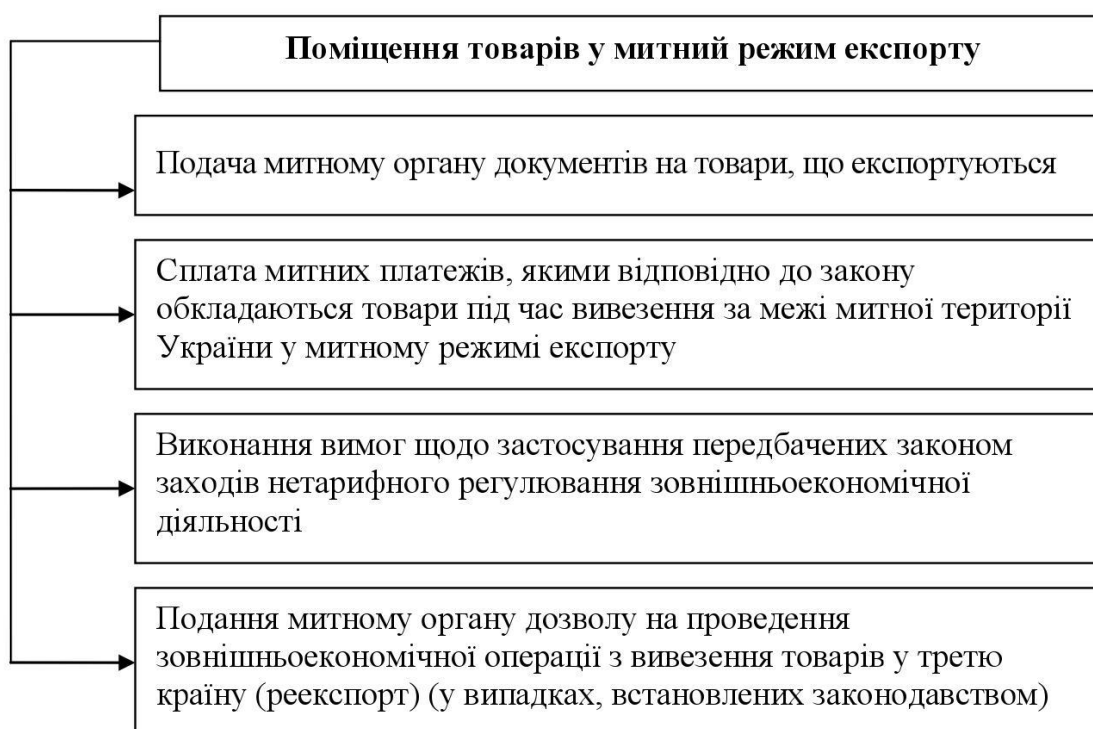 Поміщення товарів у митний режим експорту
Подача митному органу документів на товари, що експортуються
Сплата митних платежів, якими відповідно до закону
обкладаються товари під час вивезення за межі митної території
України у митному режимі експорту
Виконання вимог щодо застосування передбачених законом
заходів нетарифного регулювання зовнішньоекономічної
діяльності
Подання митному органу дозволу на проведення
зовнішньоекономічної операції з вивезення товарів у третю
країну (реекспорт) (у випадках, встановлених законодавством)